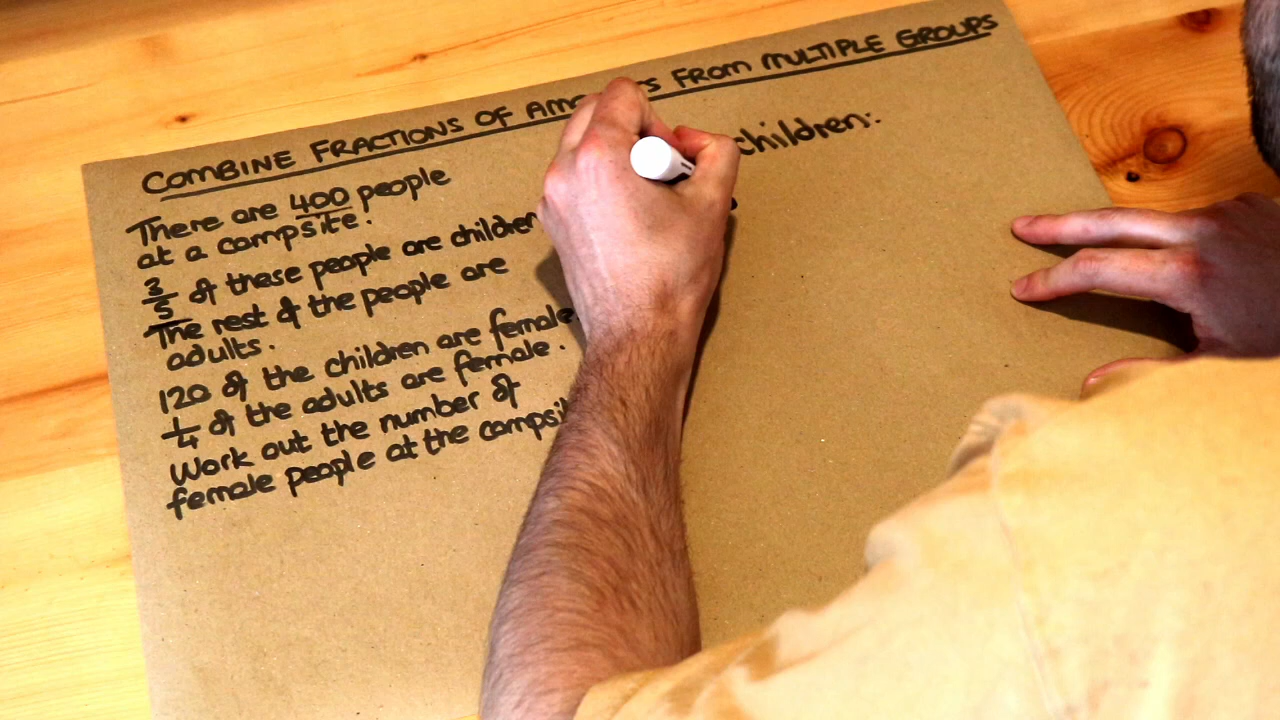 COMBINE FRACTIONS OF FROM MULTIPLE GROUPS
There are 400 people
at a campsite.
3/5 of these people are children
The rest of the people are
adults.
120 of the children are female
1/4 of the adults are female.
Work out the number of
female people at the
children: